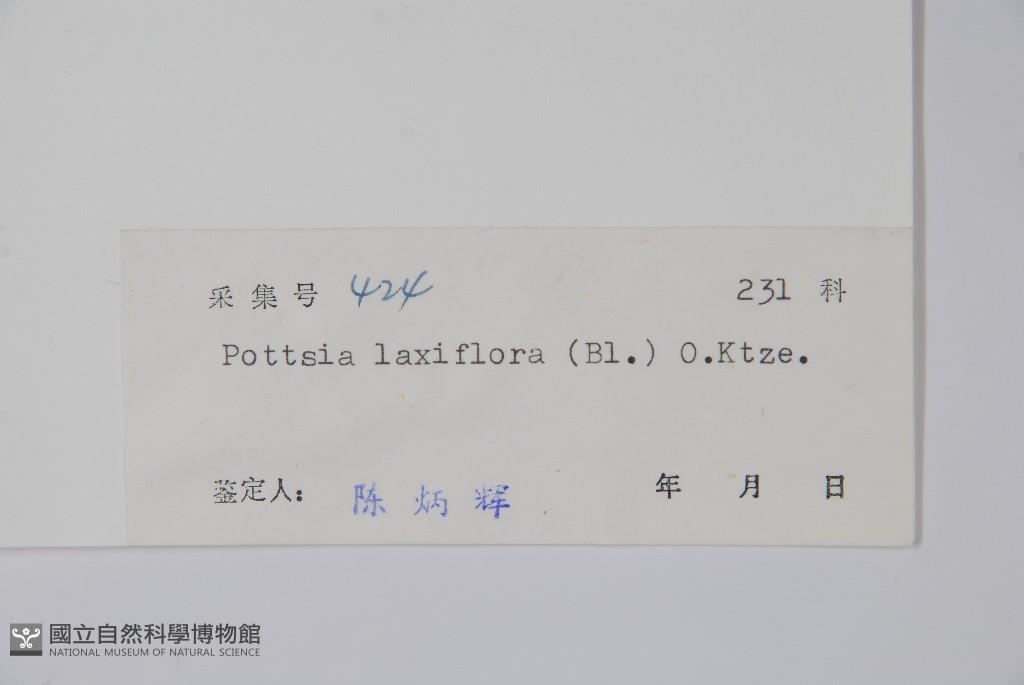 采集号 424 231 科
Pottsia laxiflora (Bl.) O.Ktze.
鉴定人: 陈炳辉 年 月 日
國立自然科學博物館
NATIONAL MUSEUM OF NATURAL SCIENCE